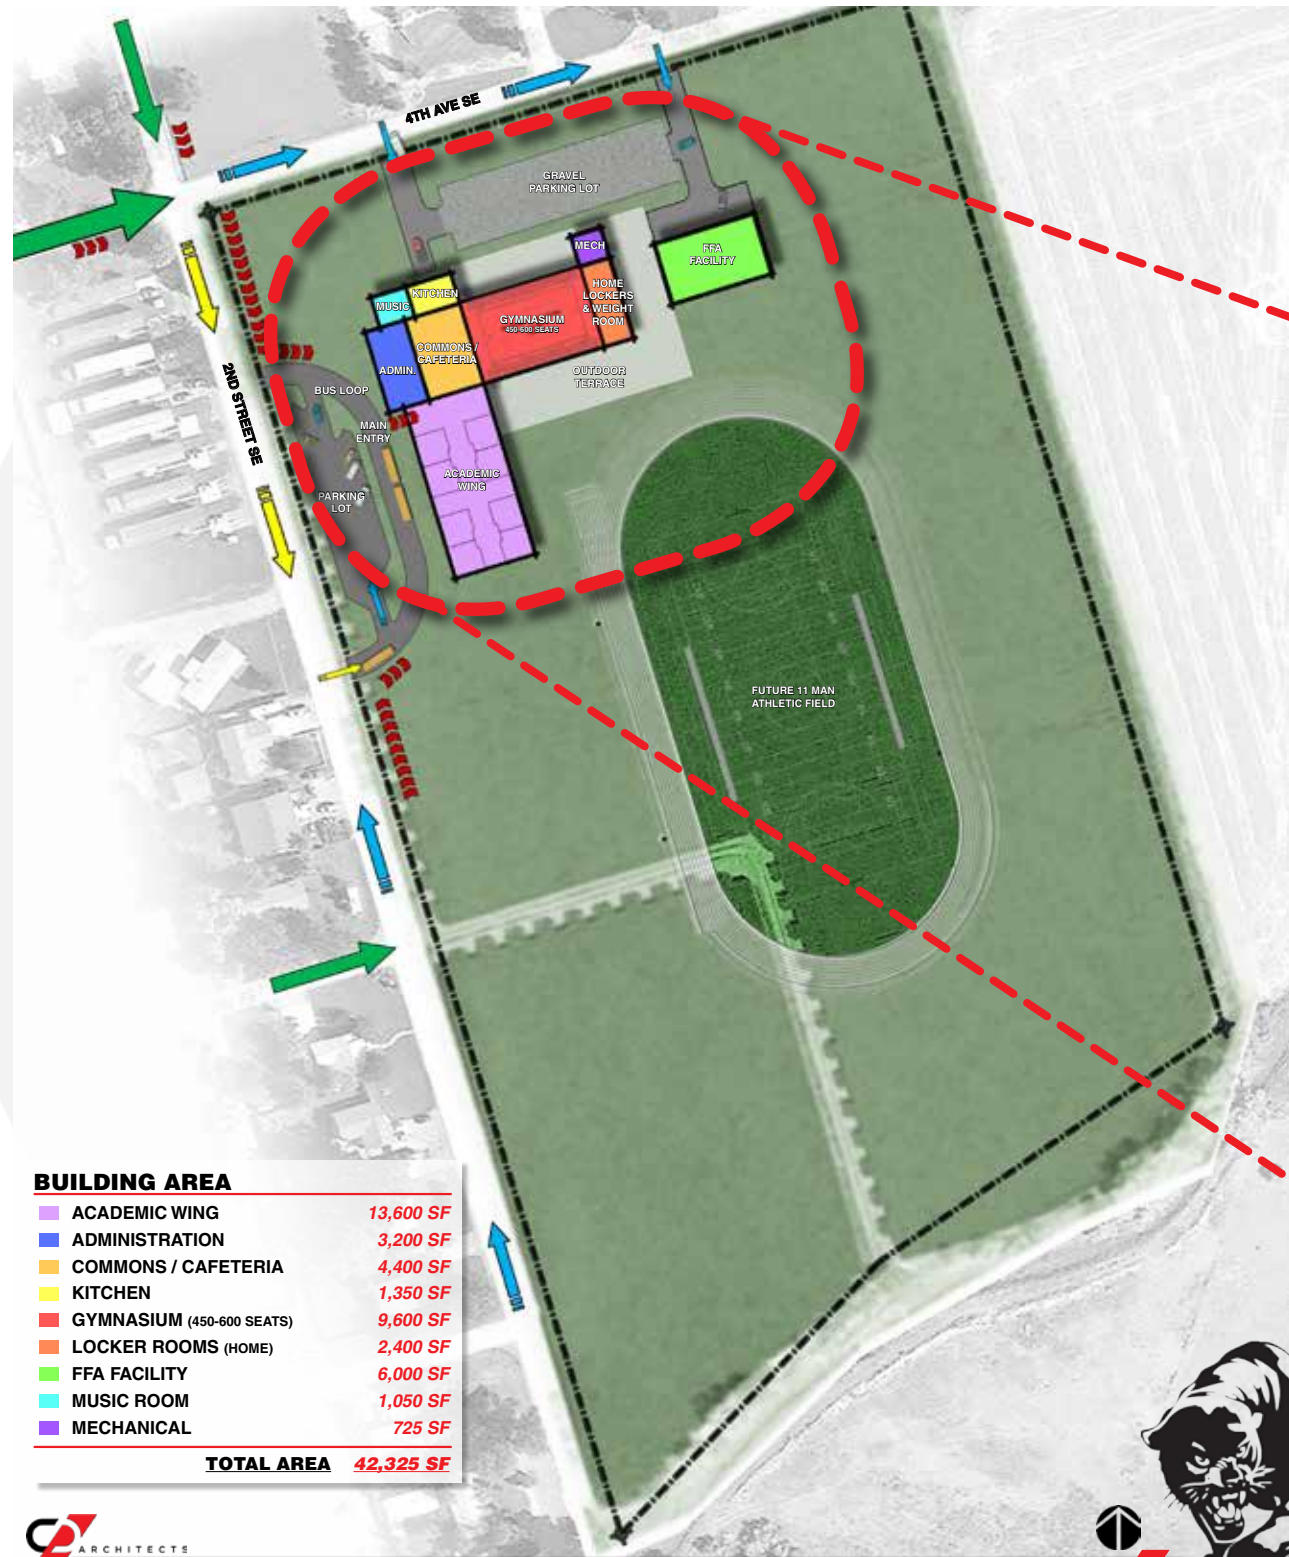 4TH AVE SE
GRAVEL
PARKING LOT
MECH
FFA
FACILITY
HOME
LOCKERS
& WEIGHT
ROOM
KITCHEN
MUSIC
GYMNASIUM
450-600 SEATS
COMMONS /
CAFETERIA
ADMIN.
OUTDOOR
TERRACE
BUS LOOP
2ND STREET SE
MAIN
ENTRY
ACADEMIC
WING
PARKING
LOT
FUTURE 11 MAN
ATHLETIC FIELD
BUILDING AREA
ACADEMIC WING 13,600 SF
ADMINISTRATION 3,200 SF
COMMONS / CAFETERIA 4,400 SF
KITCHEN 1,350 SF
GYMNASIUM (450-600 SEATS) 9,600 SF
LOCKER ROOMS (HOME) 2,400 SF
FFA FACILITY 6,000 SF
MUSIC ROOM 1,050 SF
MECHANICAL 725 SF
TOTAL AREA 42,325 SF
C2 ARCHITECTS